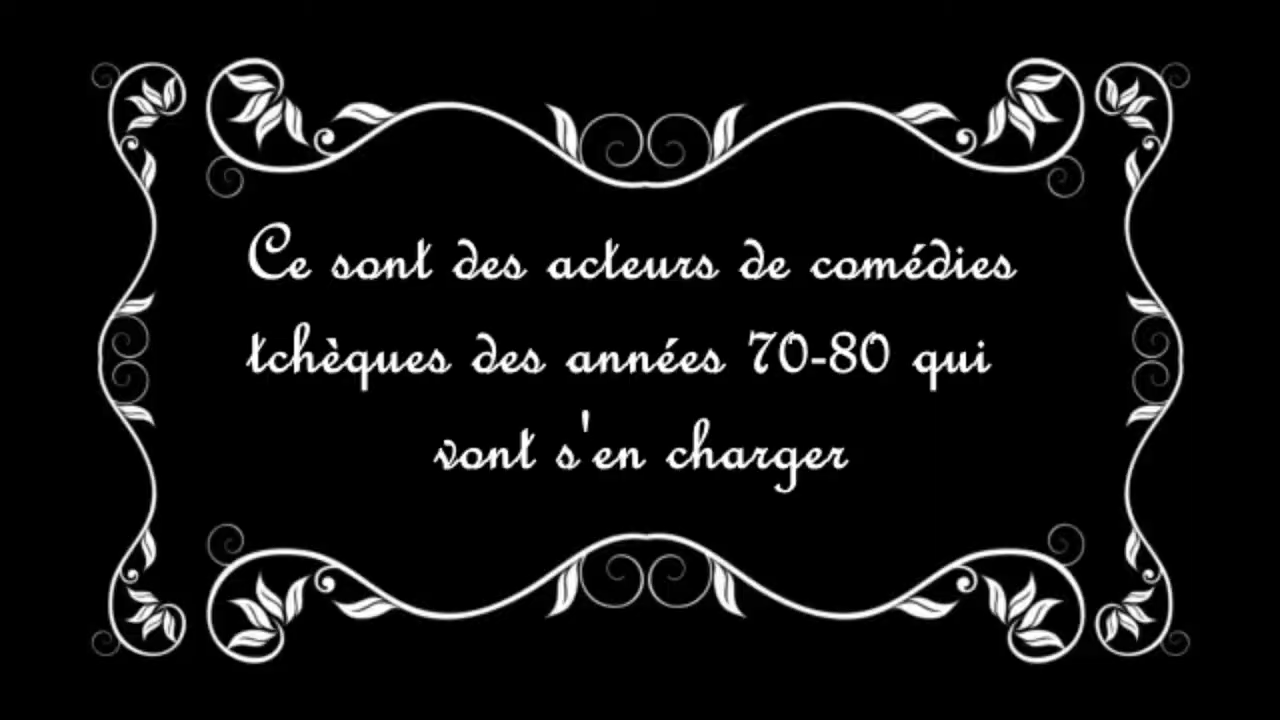 Ce sont des acteurs de comédies
tchèques des années 70-80 qui
vont s'en charger